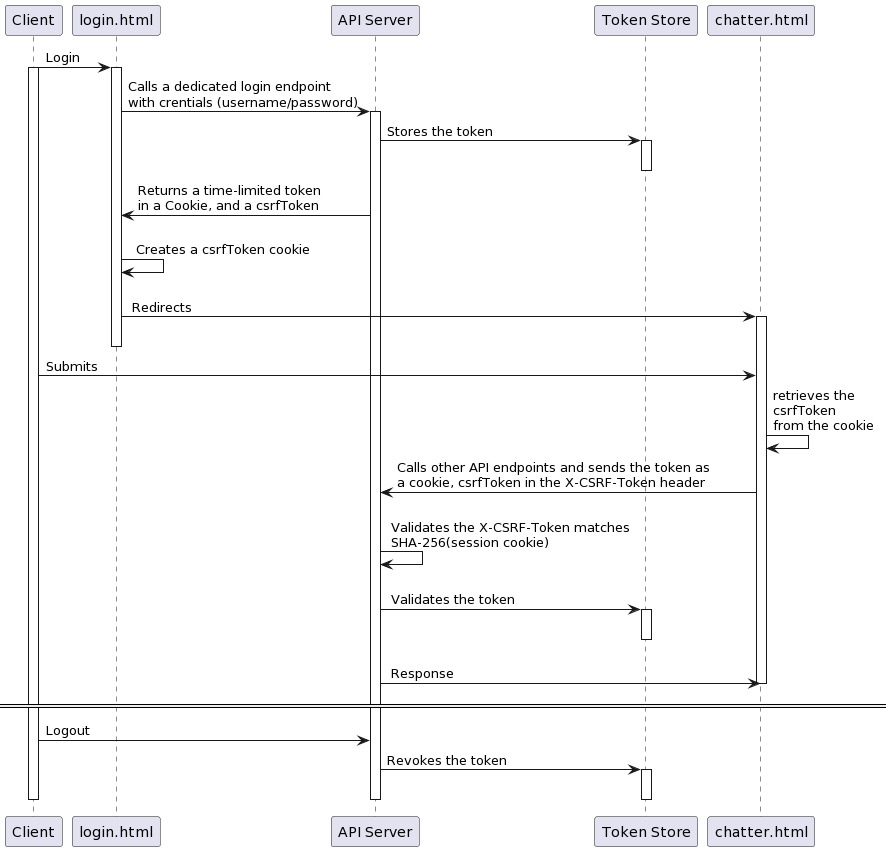 Client
login.html
API Server
Token Store
chatter.html
Login
Calls a dedicated login endpoint
with crentials (username/password)
Stores the token
Returns a time-limited token
in a Cookie, and a csrfToken
Creates a csrfToken cookie
Redirects
Submits
retrieves the
csrfToken
from the cookie
Calls other API endpoints and sends the token as
a cookie, csrfToken in the X-CSRF-Token header
Validates the X-CSRF-Token matches
SHA-256(session cookie)
Validates the token
Response
Logout
Revokes the token
Client
login.html
API Server
Token Store
chatter.html